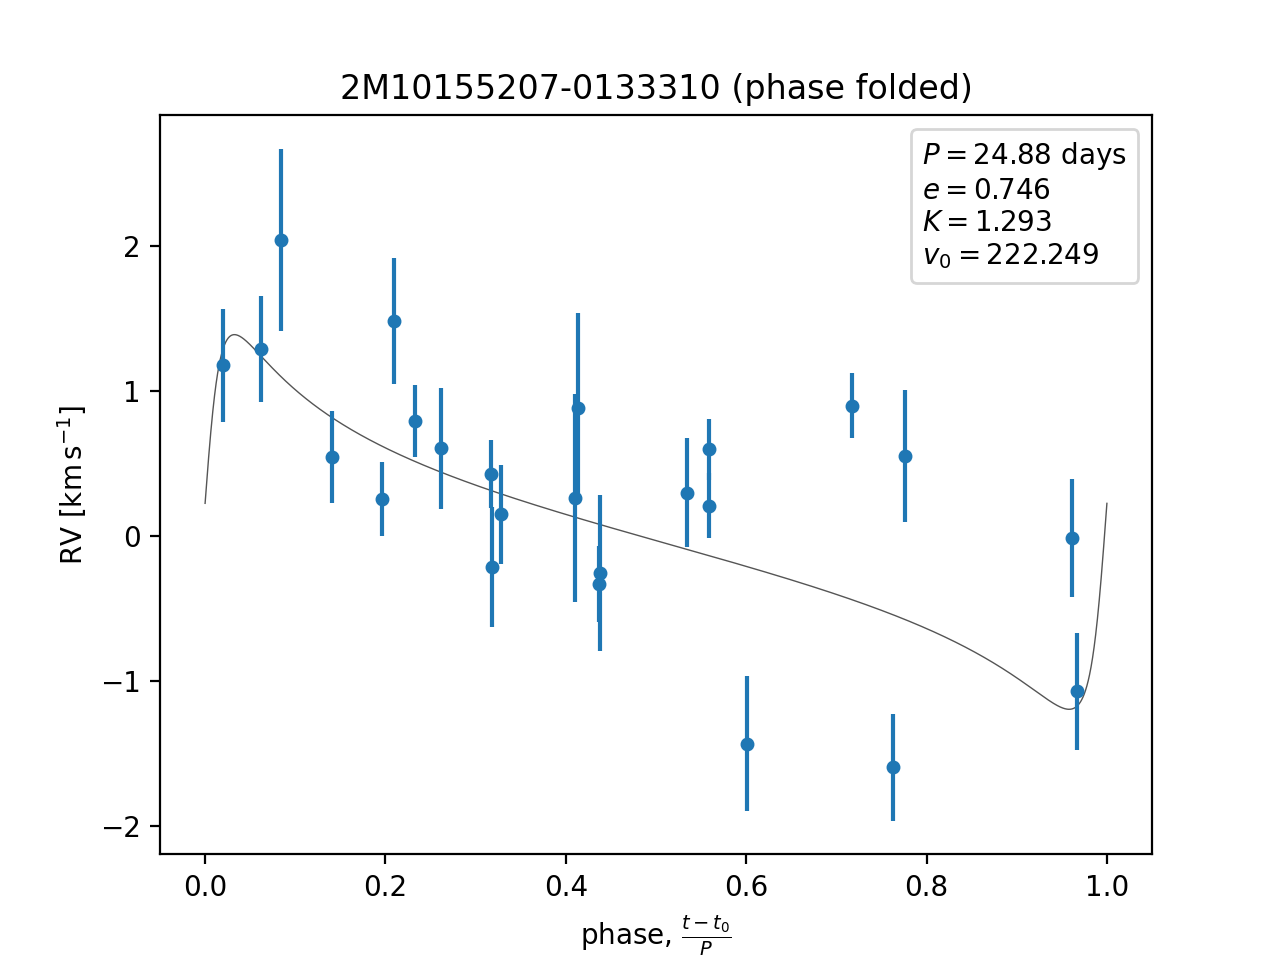 2M10155207-0133310 (phase folded)
P = 24.88 days
e = 0.746
K = 1.293
v₀ = 222.249
RV [km s⁻¹]
2
1
0
−1
−2
0.0 0.2 0.4 0.6 0.8 1.0
phase, (t − t₀)/P